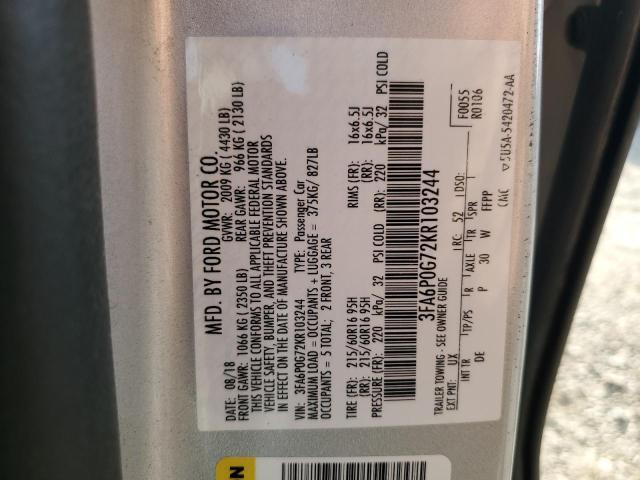 MFD. BY FORD MOTOR CO.
DATE: 08/18 GVWR: 2009 KG ( 4430 LB)
FRONT GAWR: 1066 KG ( 2350 LB) REAR GAWR: 966 KG ( 2130 LB)
THIS VEHICLE CONFORMS TO ALL APPLICABLE FEDERAL MOTOR
VEHICLE SAFETY, BUMPER, AND THEFT PREVENTION STANDARDS
IN EFFECT ON THE DATE OF MANUFACTURE SHOWN ABOVE.
VIN: 3FA6P0G72KR103244 TYPE: Passenger Car
MAXIMUM LOAD = OCCUPANTS + LUGGAGE = 375KG/ 827LB
OCCUPANTS = 5 TOTAL; 2 FRONT, 3 REAR
TIRE (FR): 215/60R16 95H RIMS (FR): 16x6.5J
(RR): 215/60R16 95H (RR): 16x6.5J
PRESSURE (FR): 220 kPa/ 32 PSI COLD (RR): 220 kPa/ 32 PSI COLD
3FA6P0G72KR103244
TRAILER TOWING - SEE OWNER GUIDE F0055
EXT PNT: UX RC: 52 DSO: R0106
INT TR TP/PS R AXLE TR SPR
DE P 30 W FFPP
CALC 5U5A-5420472-AA
N